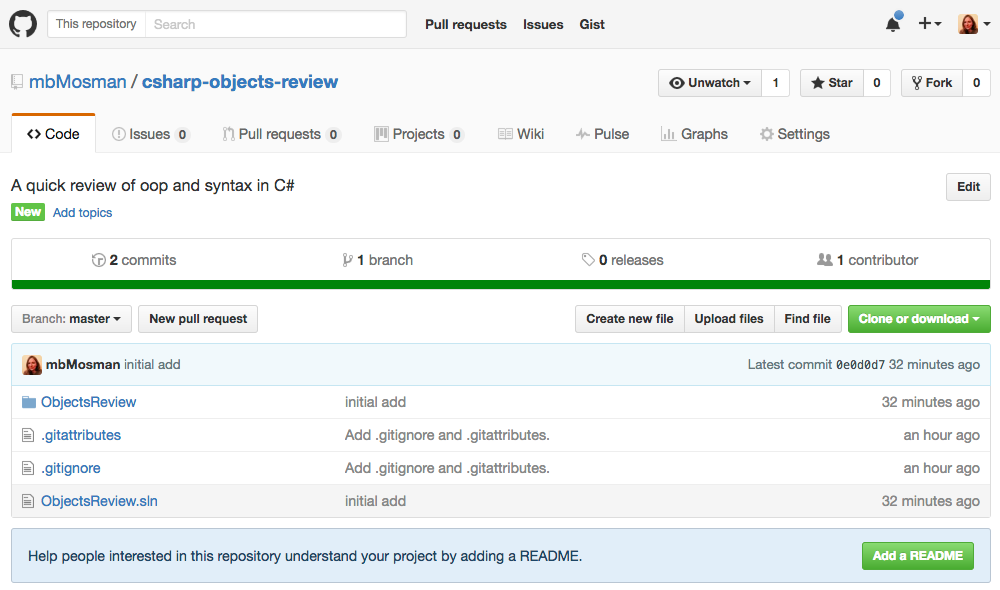 This repository Search Pull requests Issues Gist
mbMosman / csharp-objects-review Unwatch 1 Star 0 Fork 0
Code Issues 0 Pull requests 0 Projects 0 Wiki Pulse Graphs Settings
A quick review of oop and syntax in C# Edit
New Add topics
2 commits 1 branch 0 releases 1 contributor
Branch: master New pull request Create new file Upload files Find file Clone or download
mbMosman initial add Latest commit 0e0d0d7 32 minutes ago
ObjectsReview initial add 32 minutes ago
.gitattributes Add .gitignore and .gitattributes. an hour ago
.gitignore Add .gitignore and .gitattributes. an hour ago
ObjectsReview.sln initial add 32 minutes ago
Help people interested in this repository understand your project by adding a README. Add a README